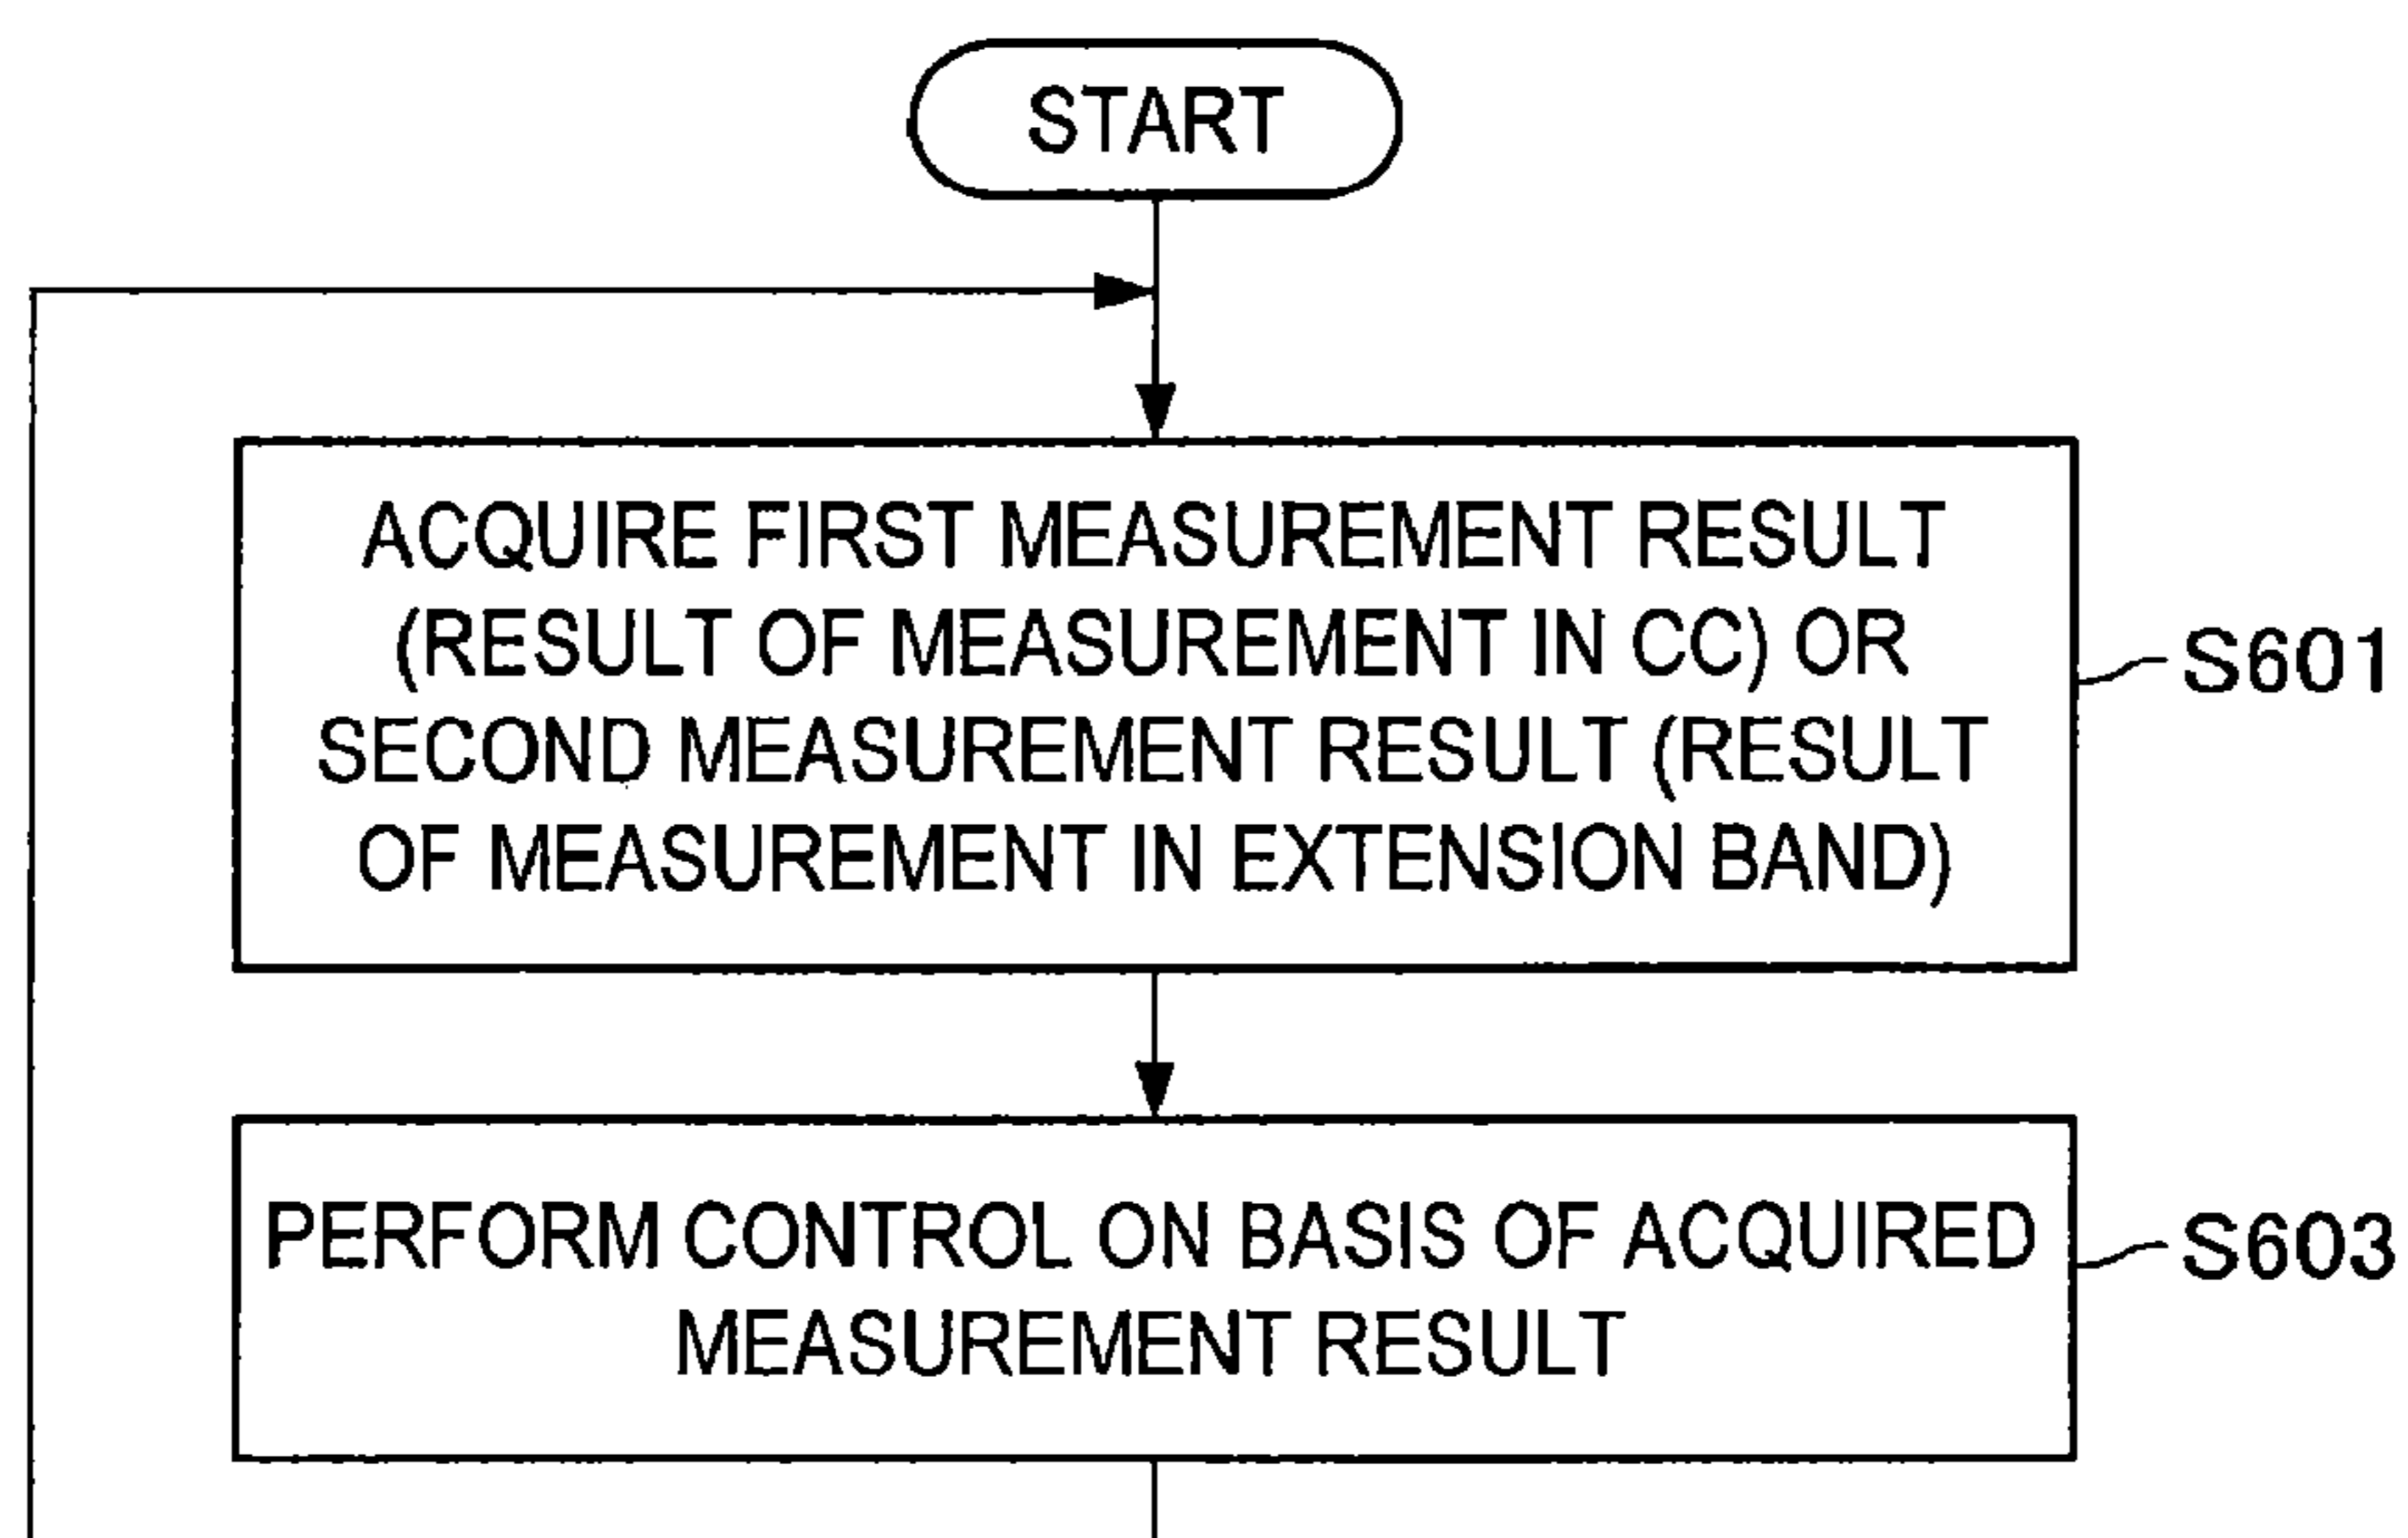 START
ACQUIRE FIRST MEASUREMENT RESULT
(RESULT OF MEASUREMENT IN CC) OR
SECOND MEASUREMENT RESULT (RESULT
OF MEASUREMENT IN EXTENSION BAND)
S601
PERFORM CONTROL ON BASIS OF ACQUIRED
MEASUREMENT RESULT
S603